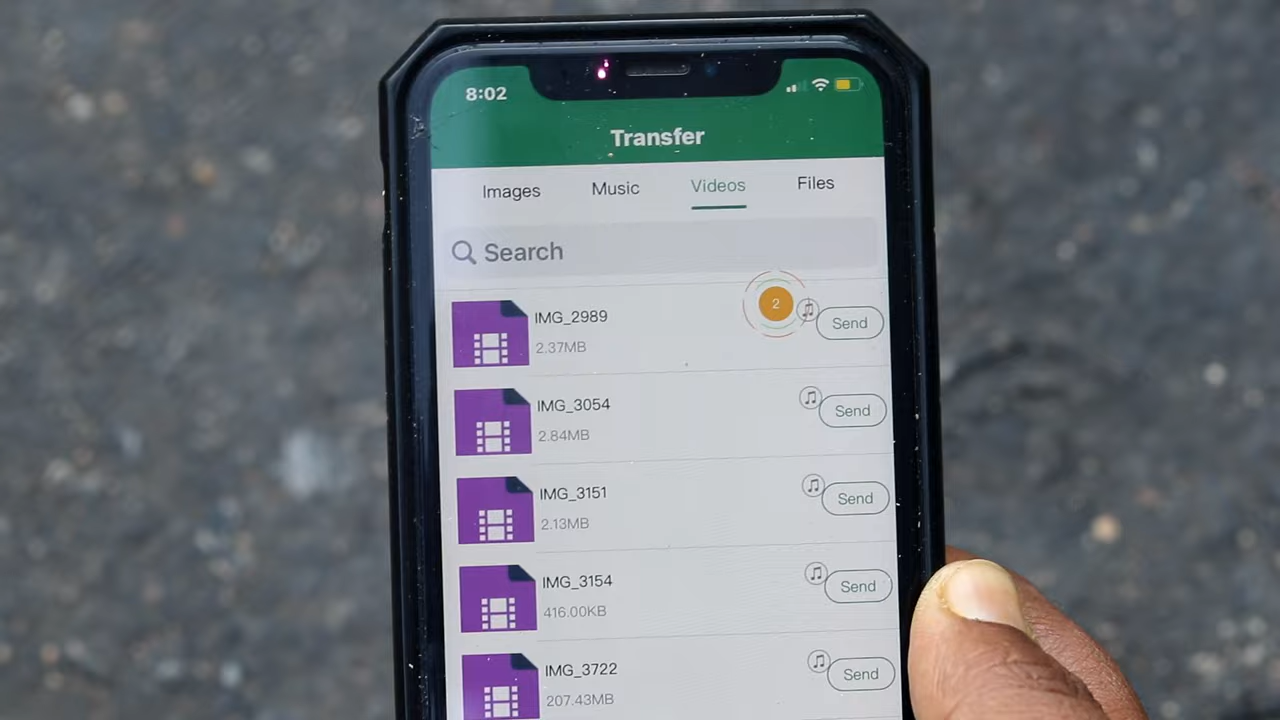 8:02
Transfer
Images Music Videos Files
Search
IMG_2989
2.37MB
2
Send
IMG_3054
2.84MB
Send
IMG_3151
2.13MB
Send
IMG_3154
416.00KB
Send
IMG_3722
207.43MB
Send